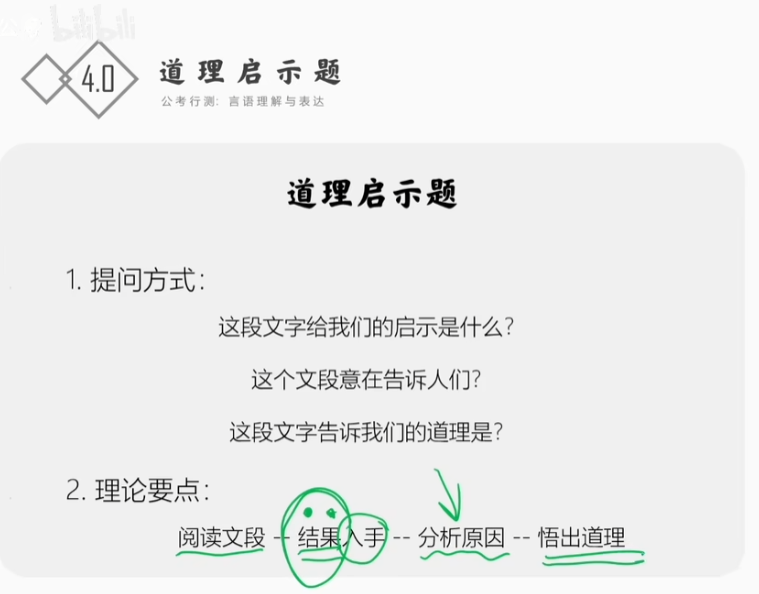 公考 bilibili
4.0 道理启示题
公考行测: 言语理解与表达
道理启示题
1. 提问方式:
这段文字给我们的启示是什么?
这个文段意在告诉人们?
这段文字告诉我们的道理是?
2. 理论要点:
阅读文段 -- 结果入手 -- 分析原因 -- 悟出道理